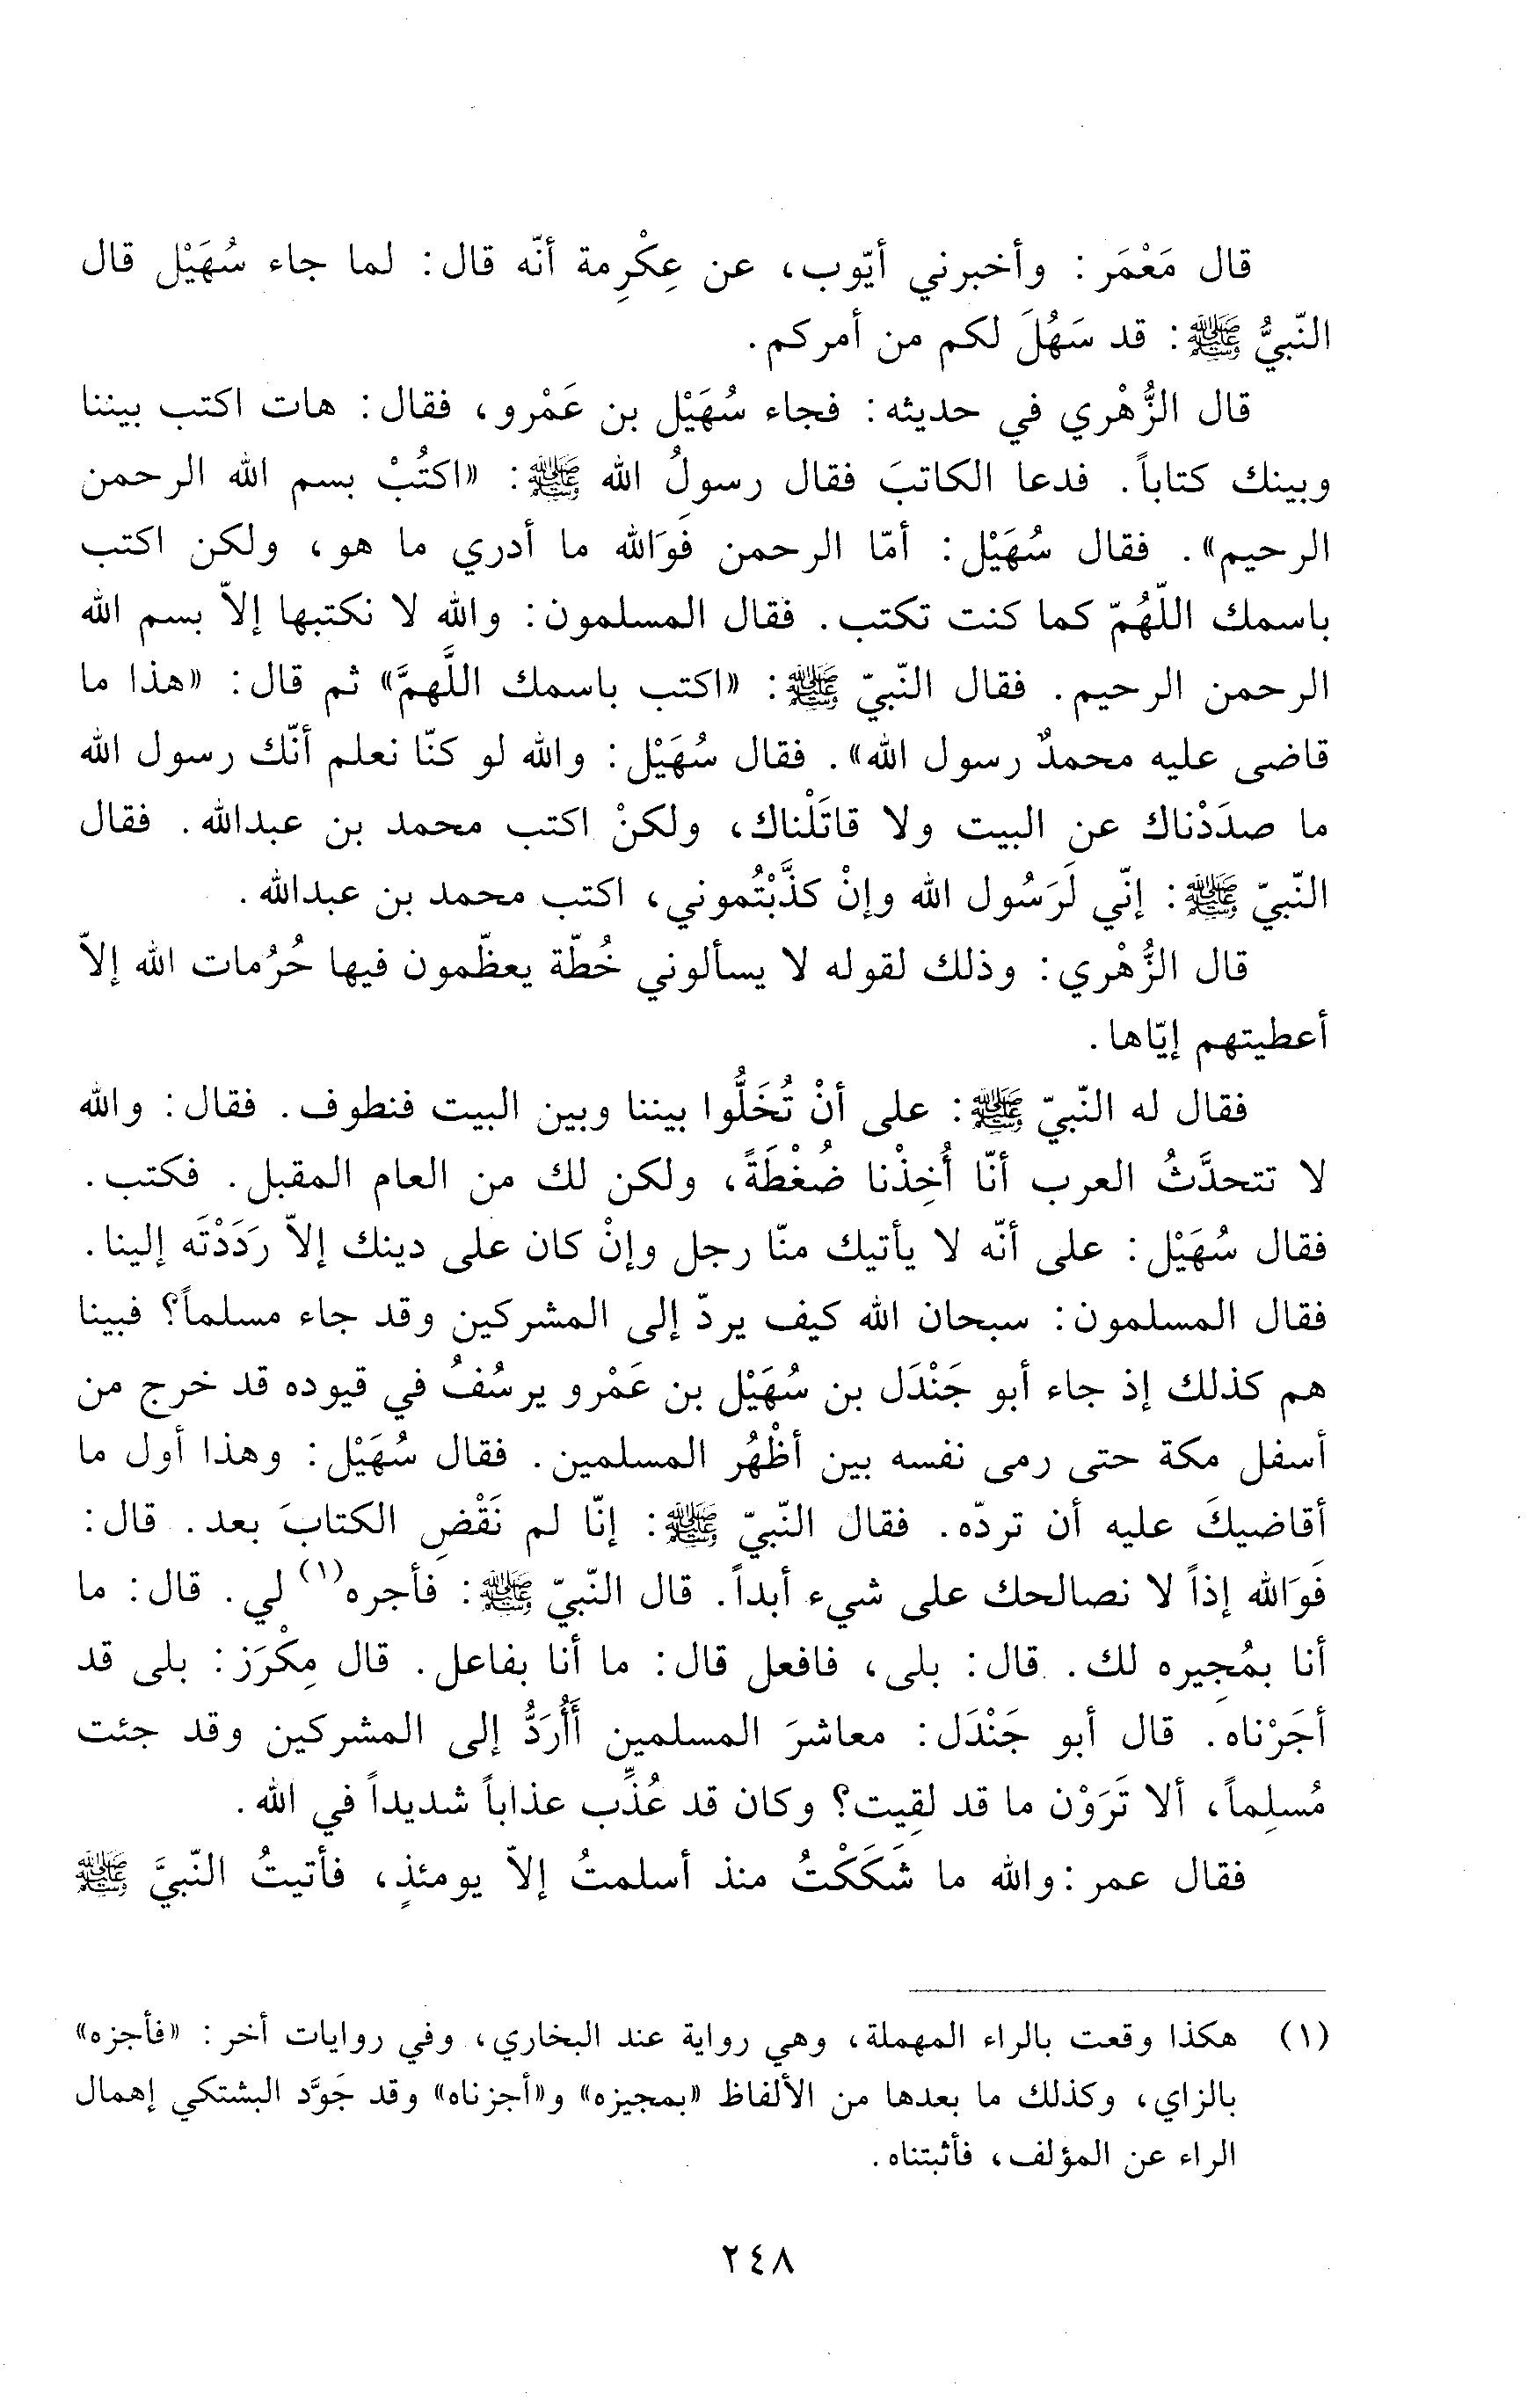 قال مَعْمَر: وأخبرني أيّوب، عن عِكْرِمة أنّه قال: لما جاء سُهَيْل قال
النّبيُّ ﷺ: قد سَهُلَ لكم من أمركم.
قال الزُّهْري في حديثه: فجاء سُهَيْل بن عَمْرو، فقال: هات اكتب بيننا
وبينك كتاباً. فدعا الكاتبَ فقال رسولُ الله ﷺ: «اكتُبْ بسم الله الرحمن
الرحيم». فقال سُهَيْل: أمّا الرحمن فَوَالله ما أدري ما هو، ولكن اكتب
باسمك اللّهُمّ كما كنت تكتب. فقال المسلمون: والله لا نكتبها إلاّ بسم الله
الرحمن الرحيم. فقال النّبيّ ﷺ: «اكتب باسمك اللَّهمَّ» ثم قال: «هذا ما
قاضى عليه محمدٌ رسول الله». فقال سُهَيْل: والله لو كنّا نعلم أنّك رسول الله
ما صدَدْناك عن البيت ولا قاتَلْناك، ولكنْ اكتب محمد بن عبدالله. فقال
النّبيّ ﷺ: إنّي لَرَسُول الله وإنْ كذَّبْتُموني، اكتب محمد بن عبدالله.
قال الزُّهْري: وذلك لقوله لا يسألوني خُطّة يعظّمون فيها حُرُمات الله إلاّ
أعطيتهم إيّاها.
فقال له النّبيّ ﷺ: على أنْ تُخَلُّوا بيننا وبين البيت فنطوف. فقال: والله
لا تتحدَّثُ العرب أنّا أُخِذْنا ضُغْطَةً، ولكن لك من العام المقبل. فكتب.
فقال سُهَيْل: على أنّه لا يأتيك منّا رجل وإنْ كان على دينك إلاّ رَدَدْتَه إلينا.
فقال المسلمون: سبحان الله كيف يردّ إلى المشركين وقد جاء مسلماً؟ فبينا
هم كذلك إذ جاء أبو جَنْدَل بن سُهَيْل بن عَمْرو يرسُفُ في قيوده قد خرج من
أسفل مكة حتى رمى نفسه بين أظْهُر المسلمين. فقال سُهَيْل: وهذا أول ما
أقاضيكَ عليه أن تردّه. فقال النّبيّ ﷺ: إنّا لم نَقْضِ الكتابَ بعد. قال:
فَوَالله إذاً لا نصالحك على شيء أبداً. قال النّبيّ ﷺ: فأجره(١) لي. قال: ما
أنا بمُجيره لك. قال: بلى، فافعل قال: ما أنا بفاعل. قال مِكْرَز: بلى قد
أجَرْناه. قال أبو جَنْدَل: معاشرَ المسلمين أَأُرَدُّ إلى المشركين وقد جئت
مُسلِماً، ألا تَرَوْن ما قد لقِيت؟ وكان قد عُذِّب عذاباً شديداً في الله.
فقال عمر: والله ما شَكَكْتُ منذ أسلمتُ إلاّ يومئذٍ، فأتيتُ النّبيَّ ﷺ
(١) هكذا وقعت بالراء المهملة، وهي رواية عند البخاري، وفي روايات أخر: «فأجزه»
بالزاي، وكذلك ما بعدها من الألفاظ «بمجيزه» و«أجزناه» وقد جَوَّد البشتكي إهمال
الراء عن المؤلف، فأثبتناه.
٢٤٨